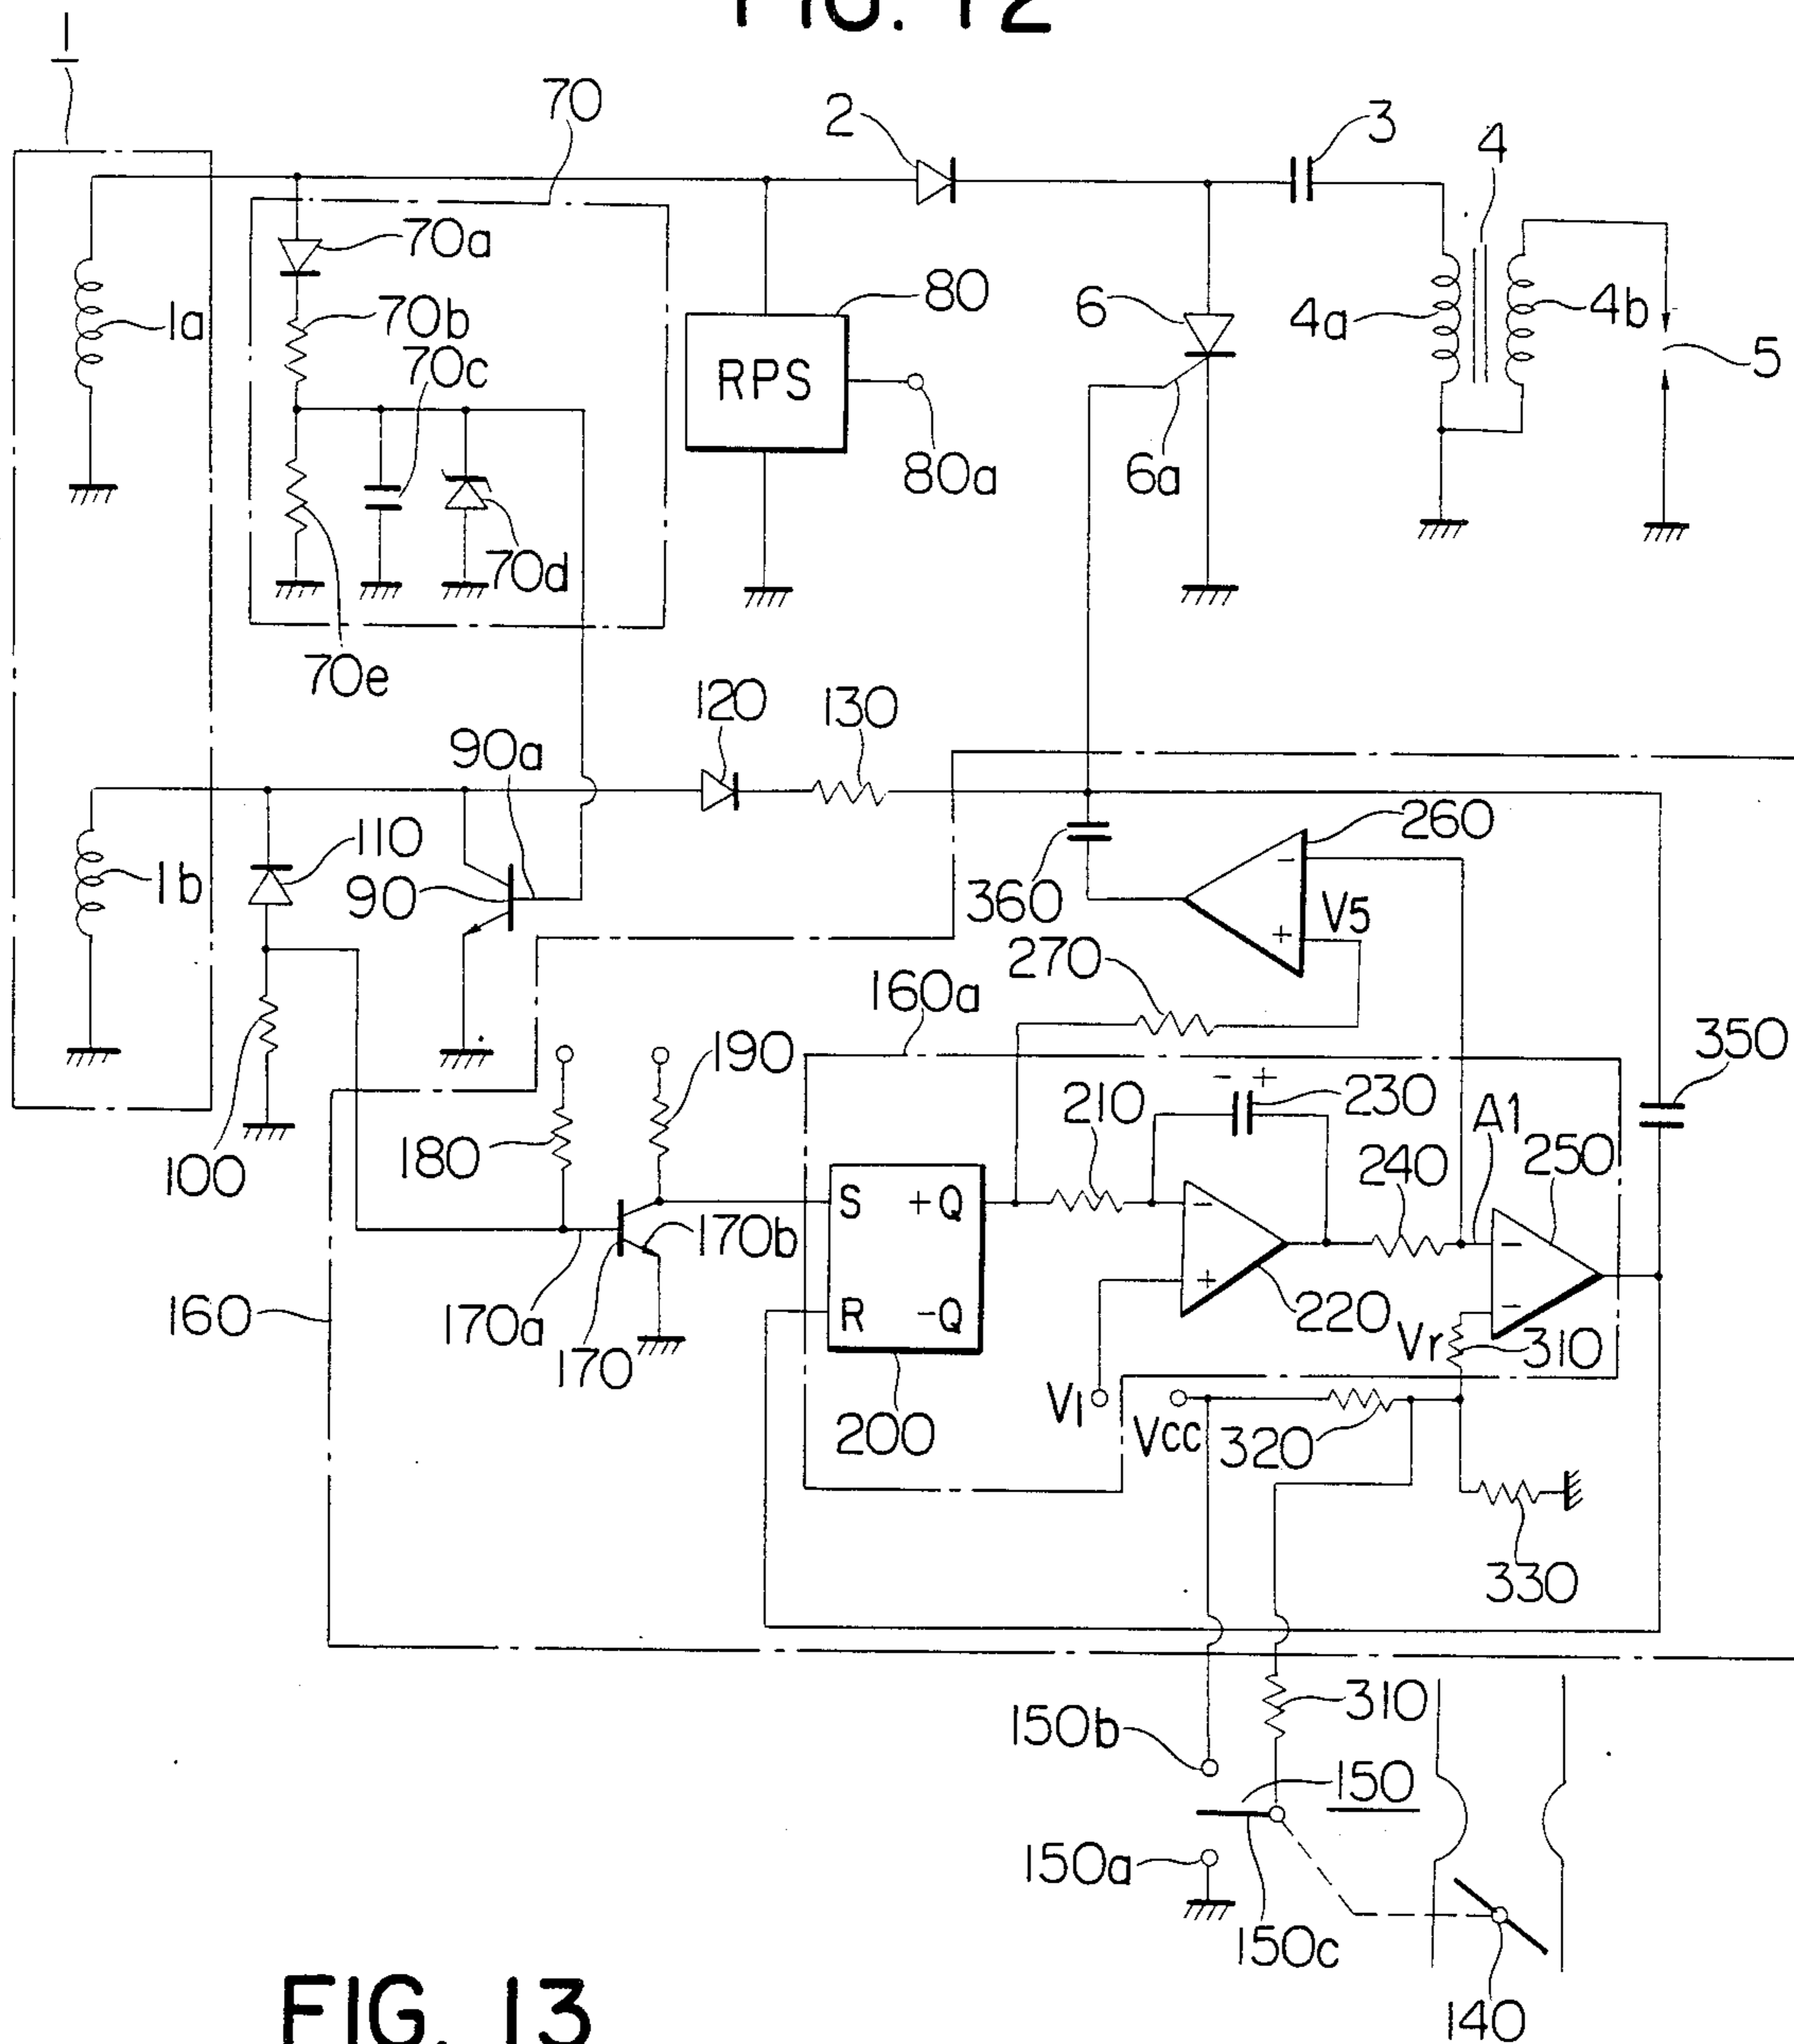 FIG. 12
1
70
2
3
4
70a
1a
70b
80
6
4a
4b
5
70c
RPS
80a
6a
70d
70e
120
130
90a
260
110
1b
90
360
V5
- 
+
270
160a
190
350
- +
230
210
A1
180
240
250
100
S +Q
170b
-
+
-
-
160
170a
R -Q
220
Vr
310
170
V1
Vcc
320
200
330
310
150b
150
150a
150c
140
FIG. 13